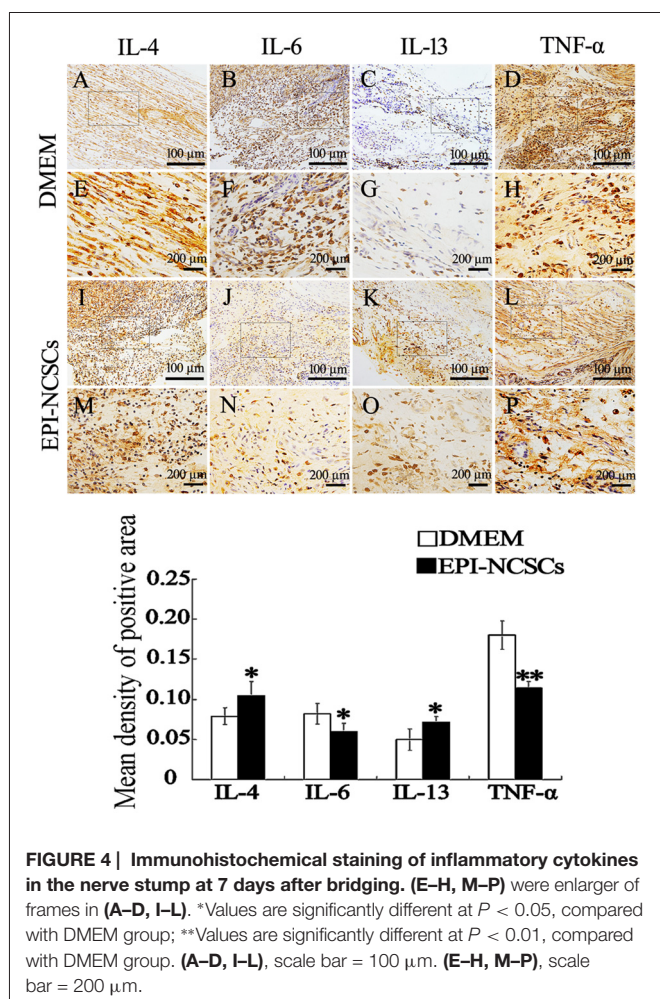 IL-4 IL-6 IL-13 TNF-α
DMEM
A B C D
100 μm 100 μm 100 μm 100 μm
E F G H
200 μm 200 μm 200 μm 200 μm
EPI-NCSCs
I J K L
100 μm 100 μm 100 μm 100 μm
M N O P
200 μm 200 μm 200 μm 200 μm
DMEM
EPI-NCSCs
Mean density of positive area
0.25
0.20
0.15
0.10
0.05
0
* * * **
IL-4 IL-6 IL-13 TNF-α
FIGURE 4 | Immunohistochemical staining of inflammatory cytokines
in the nerve stump at 7 days after bridging. (E–H, M–P) were enlarger of
frames in (A–D, I–L). *Values are significantly different at P < 0.05, compared
with DMEM group; **Values are significantly different at P < 0.01, compared
with DMEM group. (A–D, I–L), scale bar = 100 μm. (E–H, M–P), scale
bar = 200 μm.